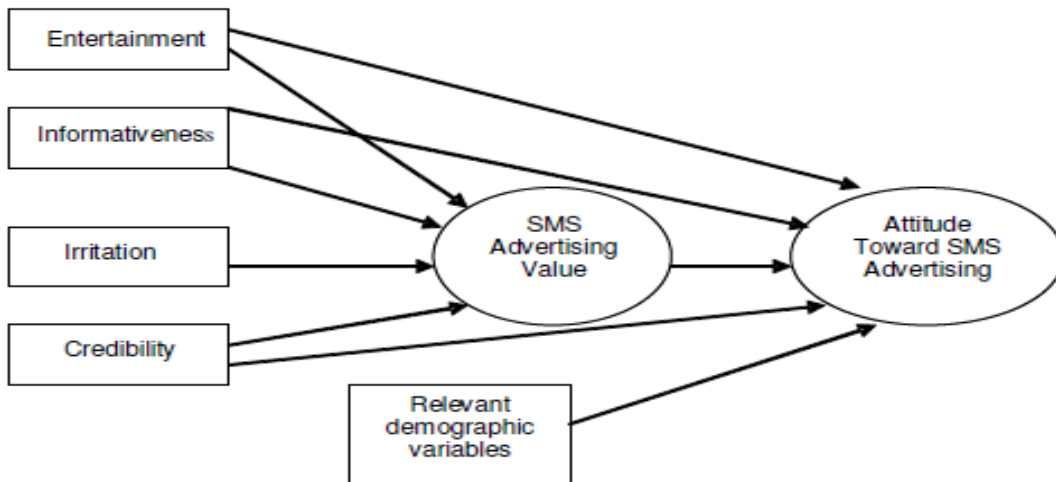 Entertainment
Informativeness
Irritation
Credibility
SMS
Advertising
Value
Attitude
Toward SMS
Advertising
Relevant
demographic
variables